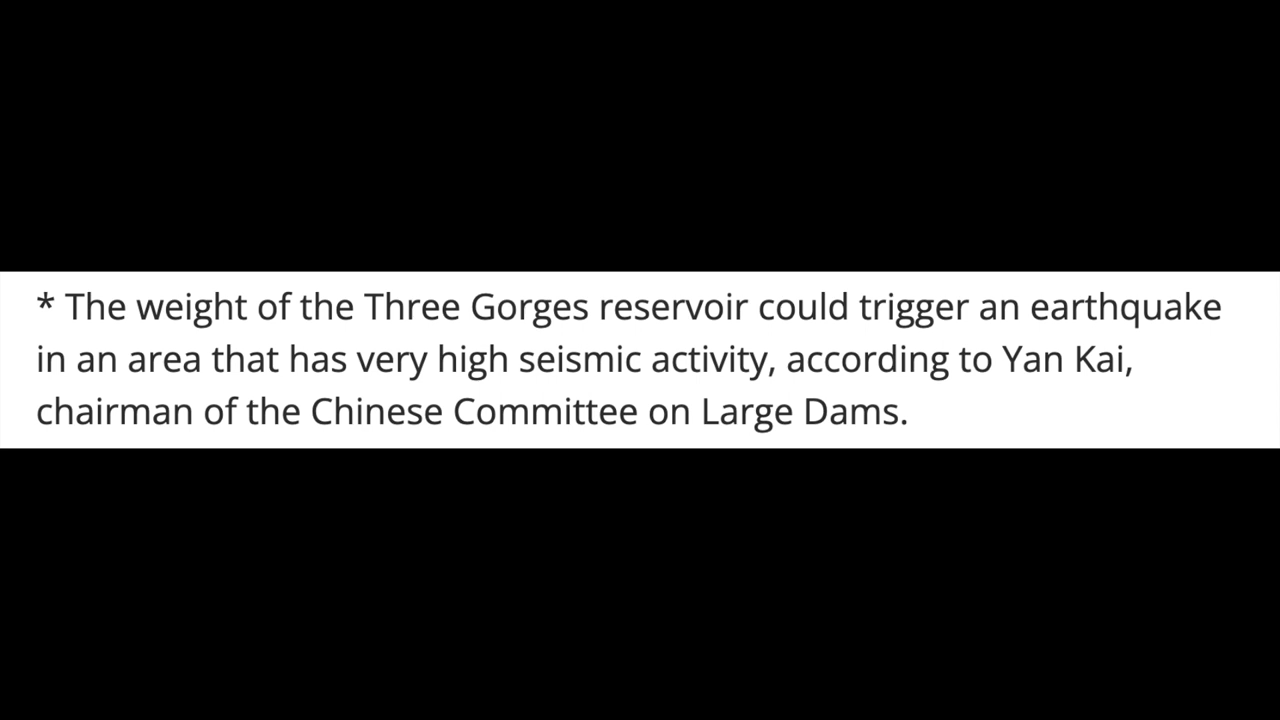 * The weight of the Three Gorges reservoir could trigger an earthquake
in an area that has very high seismic activity, according to Yan Kai,
chairman of the Chinese Committee on Large Dams.